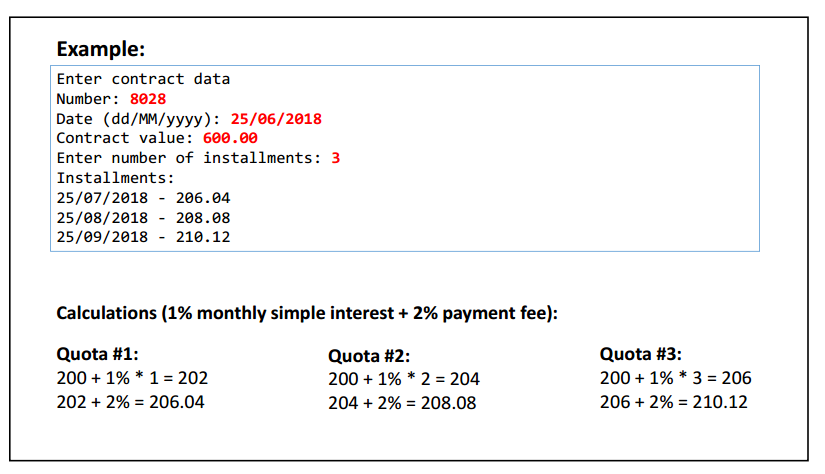 Example:
Enter contract data
Number: 8028
Date (dd/MM/yyyy): 25/06/2018
Contract value: 600.00
Enter number of installments: 3
Installments:
25/07/2018 - 206.04
25/08/2018 - 208.08
25/09/2018 - 210.12
Calculations (1% monthly simple interest + 2% payment fee):
Quota #1:
200 + 1% * 1 = 202
202 + 2% = 206.04
Quota #2:
200 + 1% * 2 = 204
204 + 2% = 208.08
Quota #3:
200 + 1% * 3 = 206
206 + 2% = 210.12